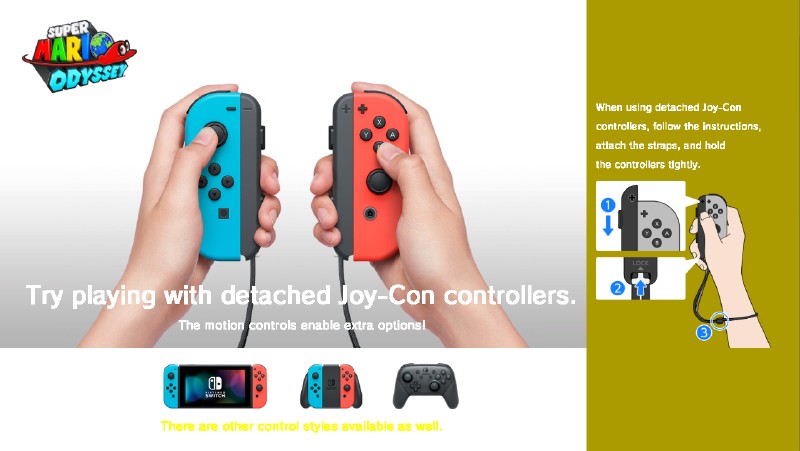 SUPER
MARIO
ODYSSEY
Try playing with detached Joy-Con controllers.
The motion controls enable extra options!
There are other control styles available as well.
When using detached Joy-Con
controllers, follow the instructions,
attach the straps, and hold
the controllers tightly.
1
LOCK
2
3
X
Y
A
X
Y
A
B
NINTENDO
SWITCH